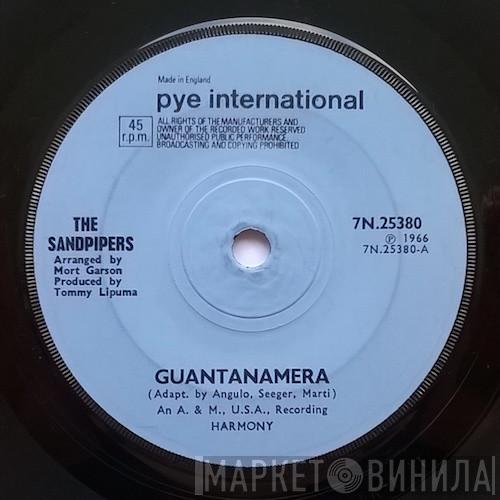 Made in England
pye international
45
r.p.m.
ALL RIGHTS OF THE MANUFACTURERS AND
OWNER OF THE RECORDED WORK RESERVED
UNAUTHORISED PUBLIC PERFORMANCE,
BROADCASTING AND COPYING PROHIBITED
THE
SANDPIPERS
Arranged by
Mort Garson
Produced by
Tommy Lipuma
7N.25380
℗ 1966
7N.25380-A
GUANTANAMERA
(Adapt. by Angulo, Seeger, Marti)
An A. & M., U.S.A., Recording
HARMONY
МАРКЕТ ВИНИЛА